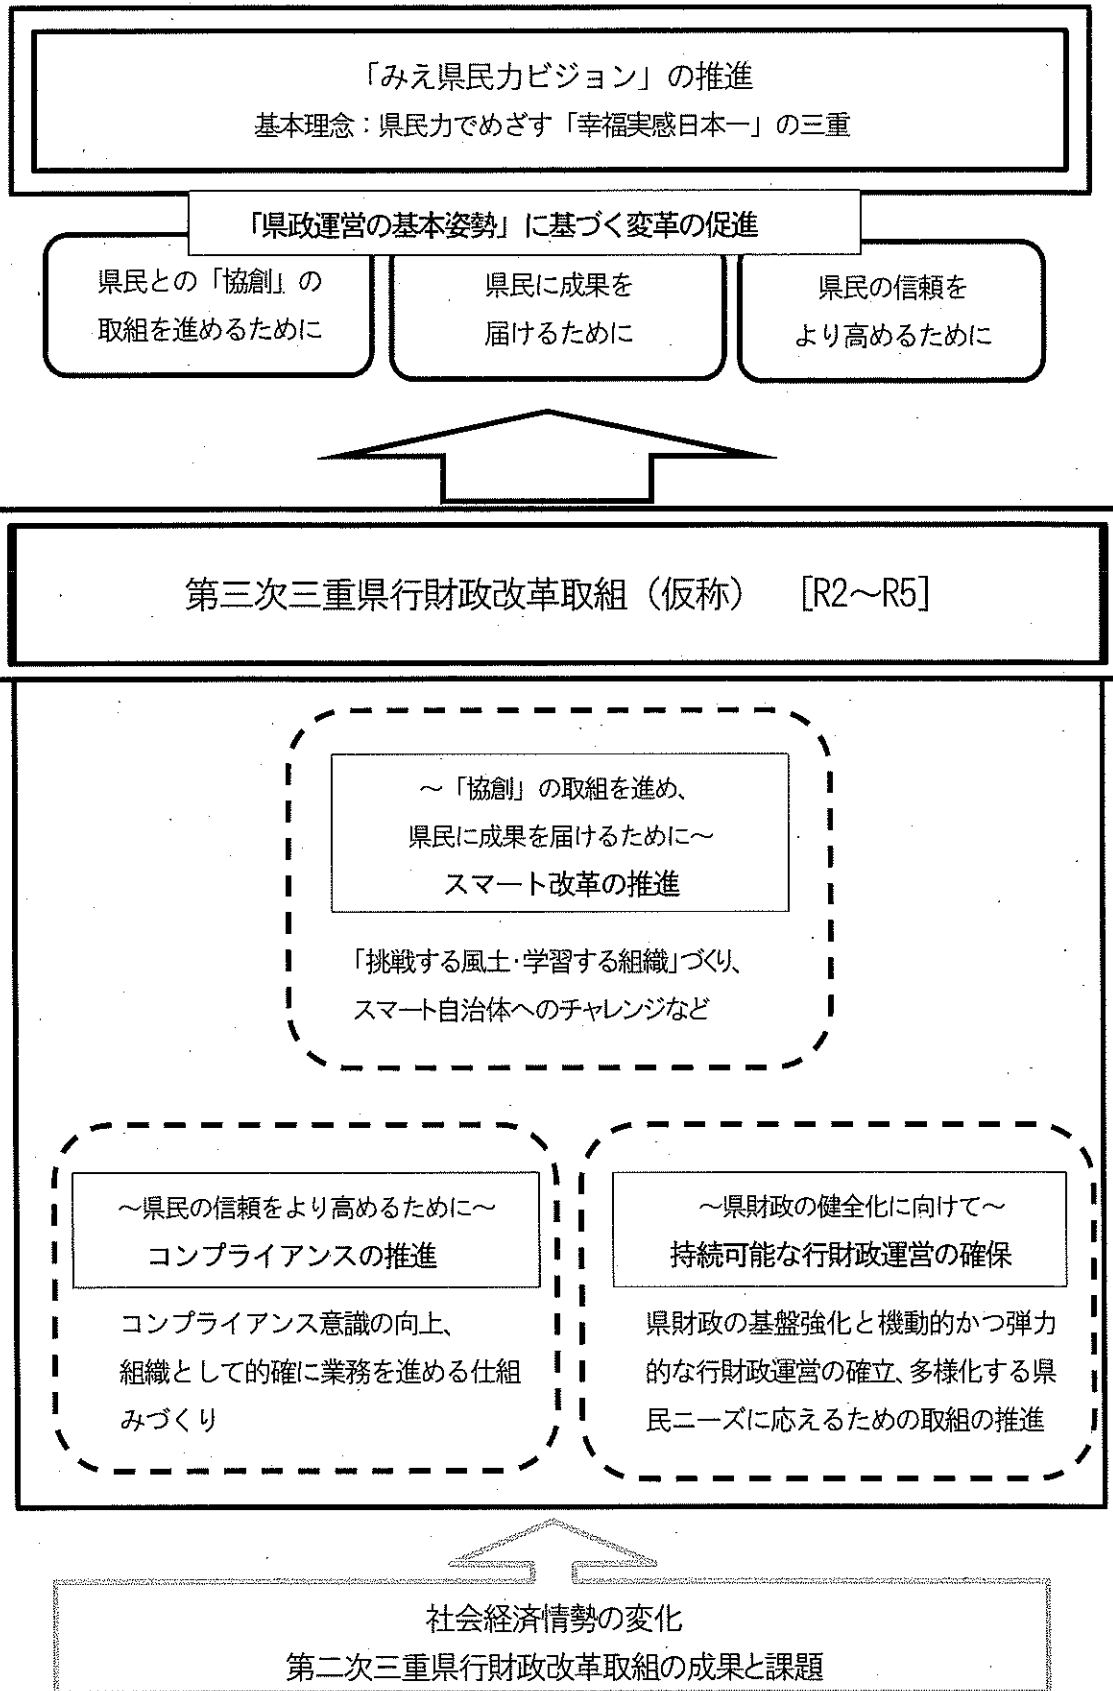 「みえ県民力ビジョン」の推進
基本理念：県民力でめざす「幸福実感日本一」の三重
「県政運営の基本姿勢」に基づく変革の促進
県民との「協創」の
取組を進めるために
県民に成果を
届けるために
県民の信頼を
より高めるために
第三次三重県行財政改革取組（仮称）　［R2～R5］
～「協創」の取組を進め、
県民に成果を届けるために～
スマート改革の推進
「挑戦する風土・学習する組織」づくり、
スマート自治体へのチャレンジなど
～県民の信頼をより高めるために～
コンプライアンスの推進
コンプライアンス意識の向上、
組織として的確に業務を進める仕組
みづくり
～県財政の健全化に向けて～
持続可能な行財政運営の確保
県財政の基盤強化と機動的かつ弾力
的な行財政運営の確立、多様化する県
民ニーズに応えるための取組の推進
社会経済情勢の変化
第二次三重県行財政改革取組の成果と課題